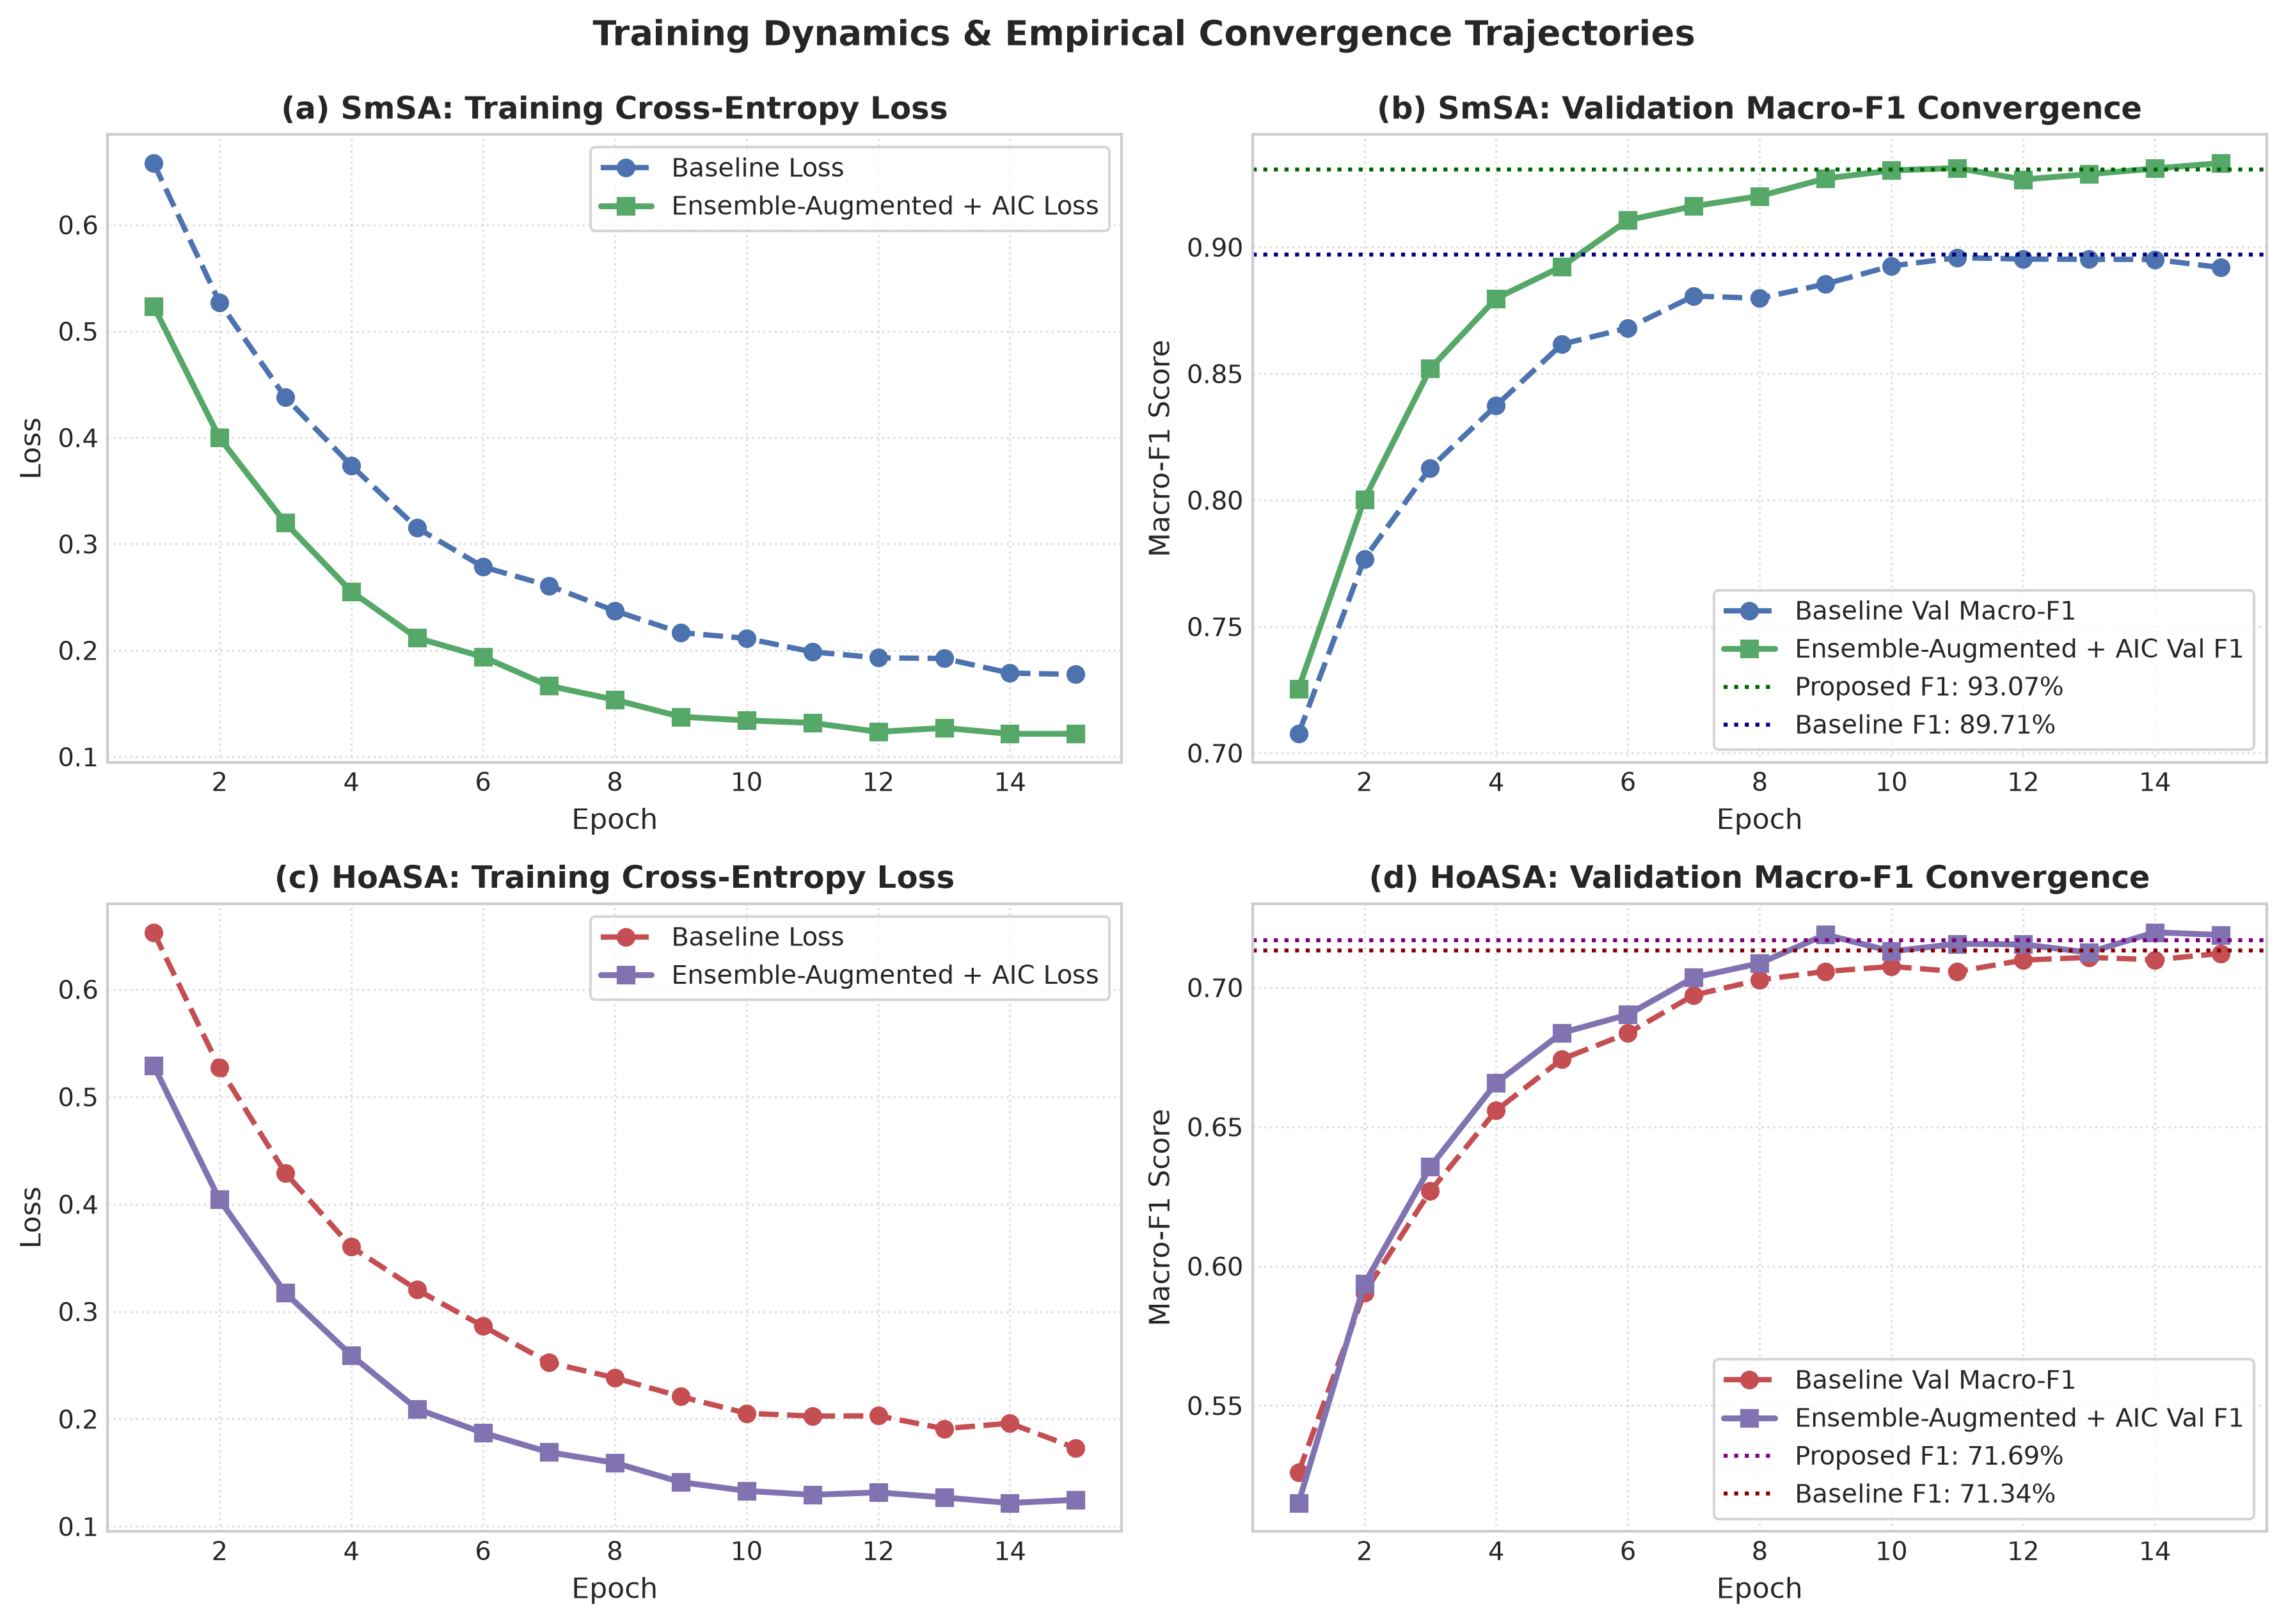 Training Dynamics & Empirical Convergence Trajectories
(a) SmSA: Training Cross-Entropy Loss
Baseline Loss
Ensemble-Augmented + AIC Loss
Loss
0.6
0.5
0.4
0.3
0.2
0.1
2 4 6 8 10 12 14
Epoch
(b) SmSA: Validation Macro-F1 Convergence
Macro-F1 Score
0.90
0.85
0.80
0.75
0.70
Baseline Val Macro-F1
Ensemble-Augmented + AIC Val F1
Proposed F1: 93.07%
Baseline F1: 89.71%
2 4 6 8 10 12 14
Epoch
(c) HoASA: Training Cross-Entropy Loss
Baseline Loss
Ensemble-Augmented + AIC Loss
Loss
0.6
0.5
0.4
0.3
0.2
0.1
2 4 6 8 10 12 14
Epoch
(d) HoASA: Validation Macro-F1 Convergence
Macro-F1 Score
0.70
0.65
0.60
0.55
Baseline Val Macro-F1
Ensemble-Augmented + AIC Val F1
Proposed F1: 71.69%
Baseline F1: 71.34%
2 4 6 8 10 12 14
Epoch